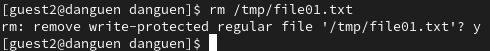 [guest2@danguen danguen]$ rm /tmp/file01.txt
rm: remove write-protected regular file '/tmp/file01.txt'? y
[guest2@danguen danguen]$